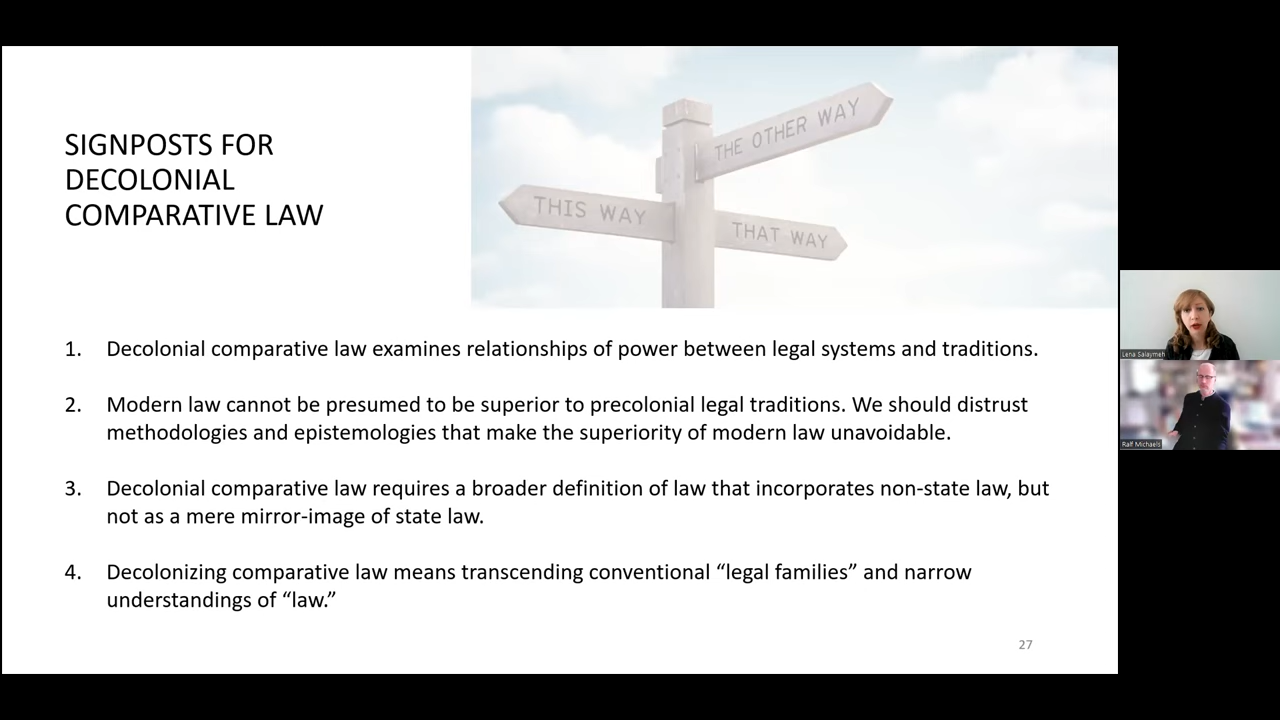 SIGNPOSTS FOR
DECOLONIAL
COMPARATIVE LAW
THE OTHER WAY
THIS WAY
THAT WAY
1. Decolonial comparative law examines relationships of power between legal systems and traditions.
2. Modern law cannot be presumed to be superior to precolonial legal traditions. We should distrust
methodologies and epistemologies that make the superiority of modern law unavoidable.
3. Decolonial comparative law requires a broader definition of law that incorporates non-state law, but
not as a mere mirror-image of state law.
4. Decolonizing comparative law means transcending conventional “legal families” and narrow
understandings of “law.”
27
Lena Salaymeh
Ralf Michaels